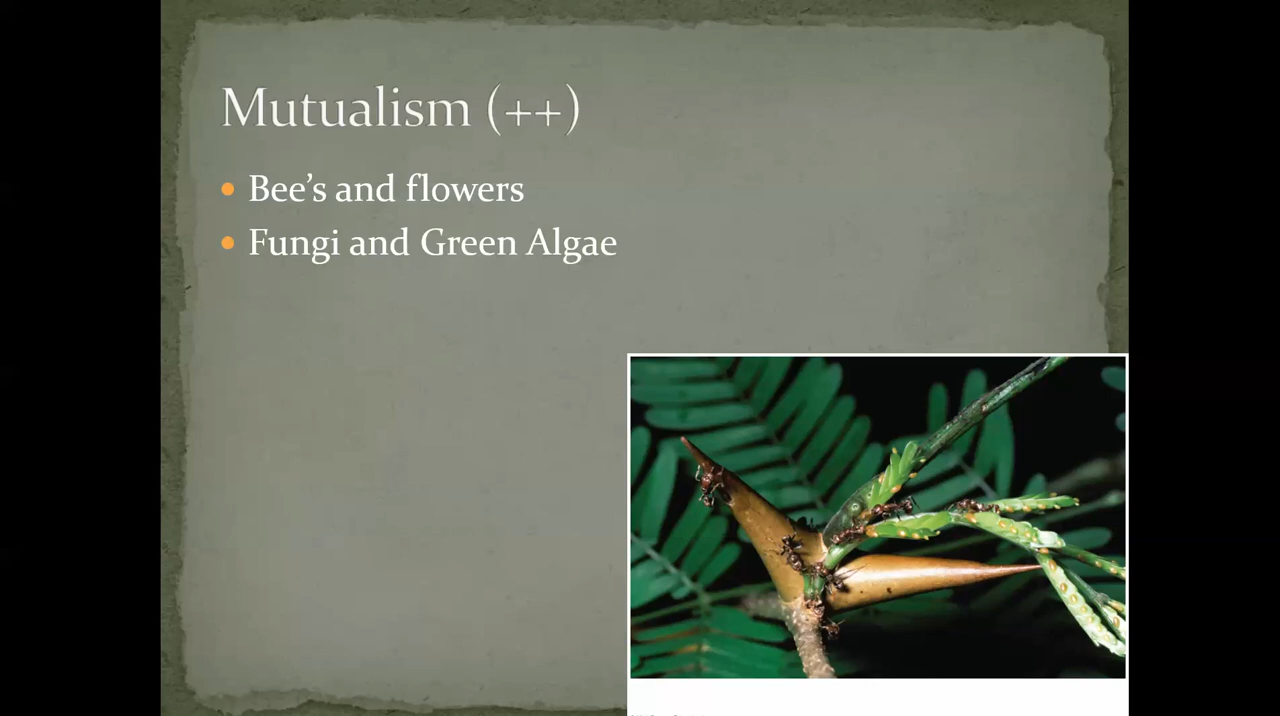 Mutualism (++)
Bee’s and flowers
Fungi and Green Algae